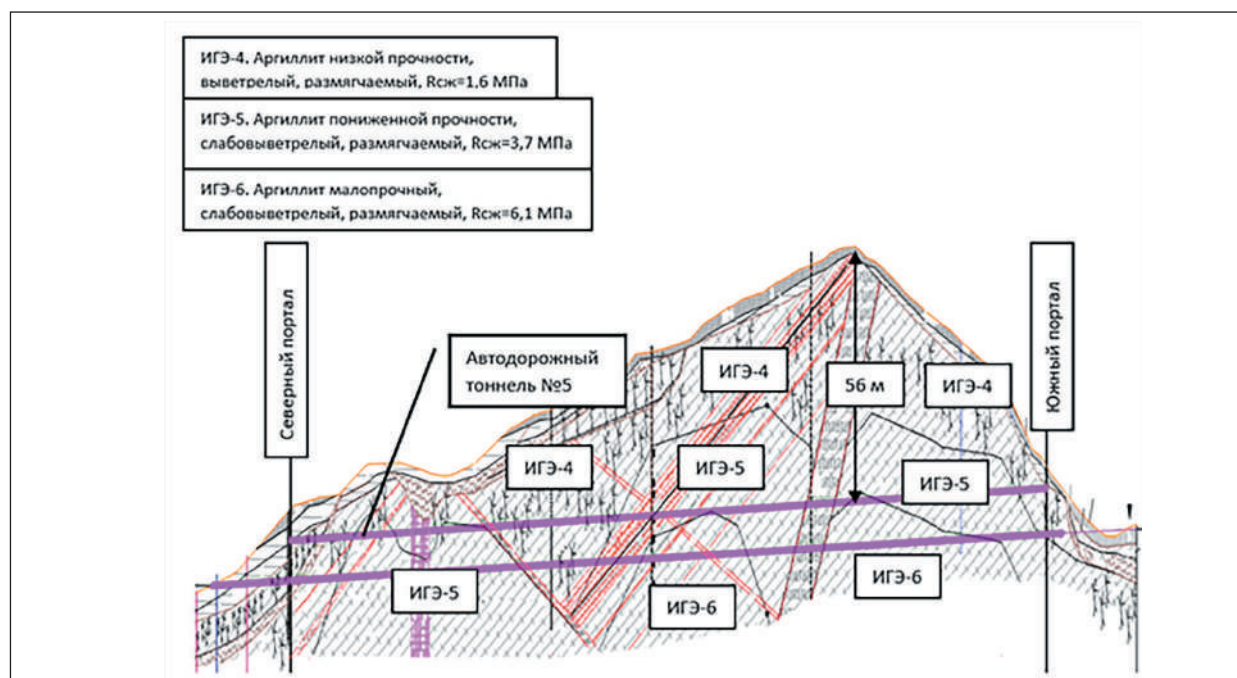 ИГЭ-4. Аргиллит низкой прочности,
выветрелый, размягчаемый, Rсж=1,6 МПа
ИГЭ-5. Аргиллит пониженной прочности,
слабовыветрелый, размягчаемый, Rсж=3,7 МПа
ИГЭ-6. Аргиллит малопрочный,
слабовыветрелый, размягчаемый, Rсж=6,1 МПа
Северный портал
Автодорожный
тоннель №5
ИГЭ-4
56 м
ИГЭ-4
Южный портал
ИГЭ-4
ИГЭ-5
ИГЭ-5
ИГЭ-5
ИГЭ-6
ИГЭ-6